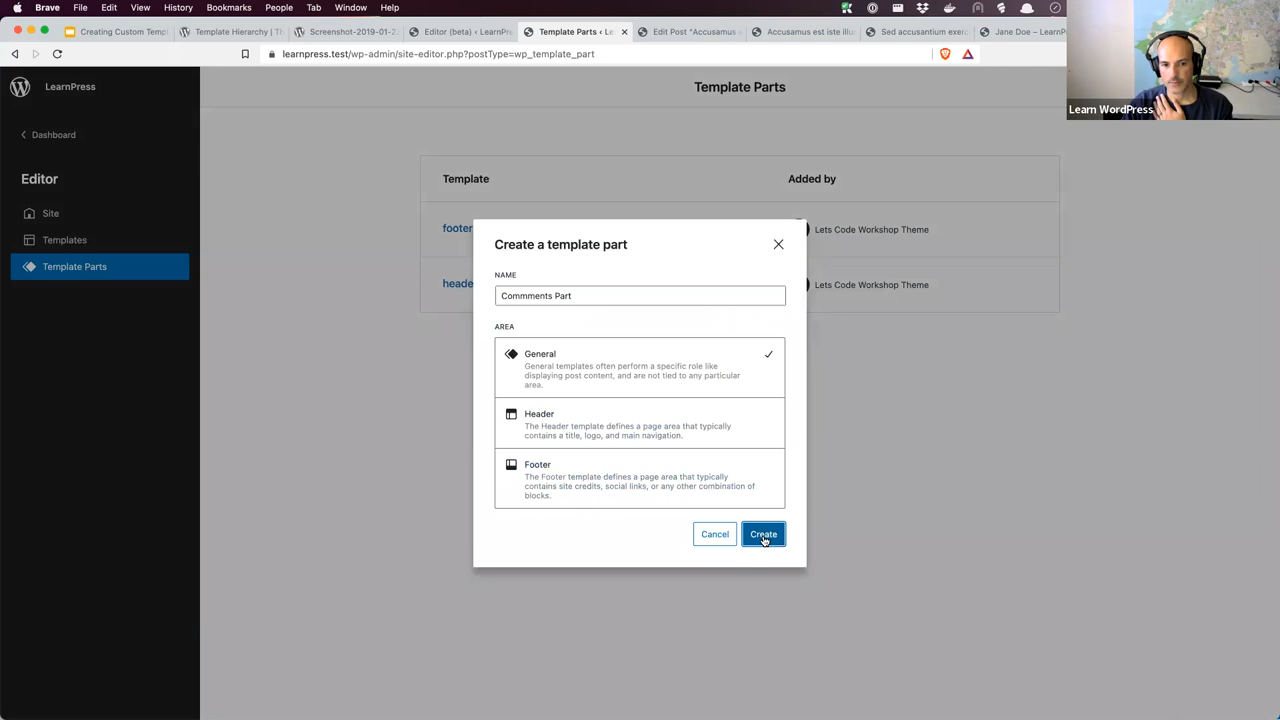 Brave File Edit View History Bookmarks People Tab Window Help
Creating Custom Templ
Template Hierarchy | Th
Screenshot-2019-01-2
Editor (beta) ‹ LearnPre
Template Parts ‹ Le
Edit Post "Accusamus e
Accusamus est iste illu
Sed accusantium exerc
Jane Doe – LearnP
learnpress.test/wp-admin/site-editor.php?postType=wp_template_part
LearnPress
Template Parts
Learn WordPress
Dashboard
Editor
Site
Templates
Template Parts
Template Added by
footer Lets Code Workshop Theme
heade Lets Code Workshop Theme
Create a template part
NAME
Commments Part
AREA
General
General templates often perform a specific role like
displaying post content, and are not tied to any particular
area.
Header
The Header template defines a page area that typically
contains a title, logo, and main navigation.
Footer
The Footer template defines a page area that typically
contains site credits, social links, or any other combination of
blocks.
Cancel Create